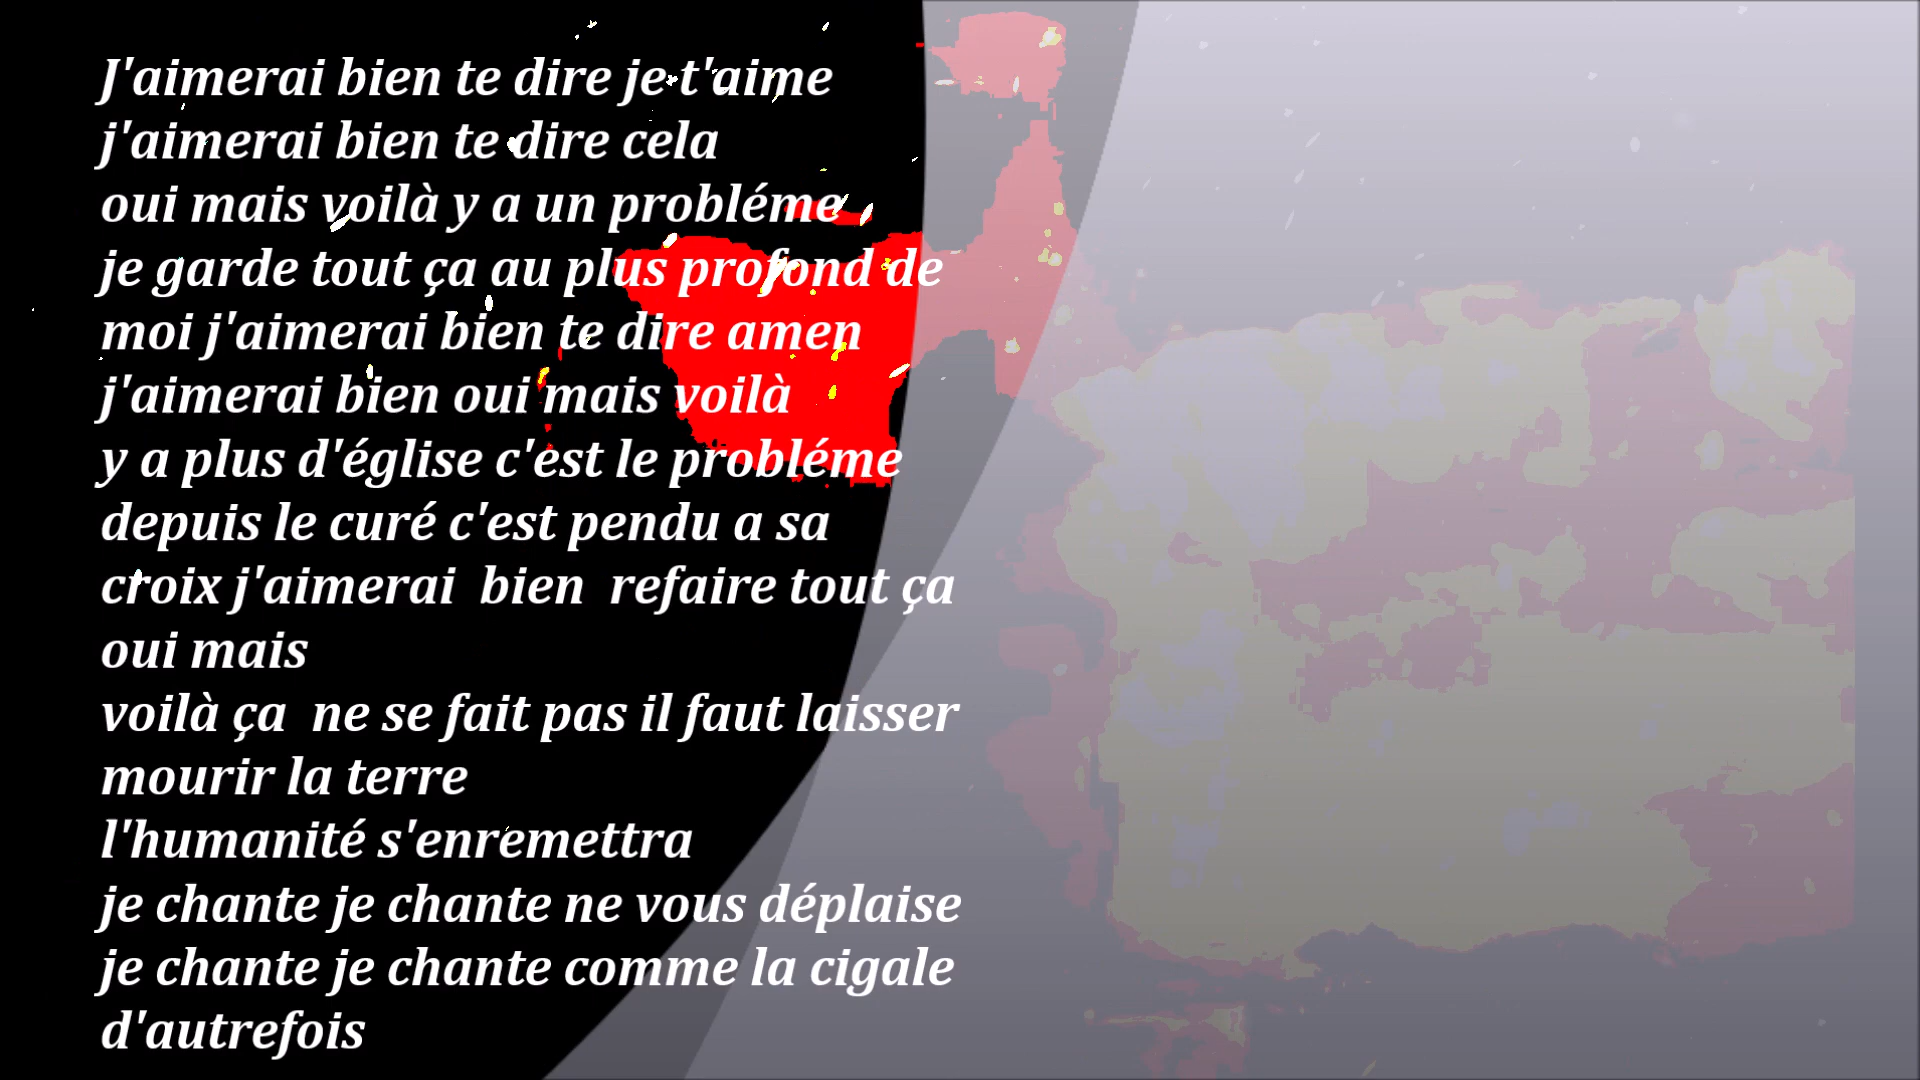 J'aimerai bien te dire je t'aime
j'aimerai bien te dire cela
oui mais voilà y a un probléme
je garde tout ça au plus profond de
moi j'aimerai bien te dire amen
j'aimerai bien oui mais voilà
y a plus d'église c'est le probléme
depuis le curé c'est pendu a sa
croix j'aimerai  bien  refaire tout ça
oui mais
voilà ça  ne se fait pas il faut laisser
mourir la terre
l'humanité s'enremettra
je chante je chante ne vous déplaise
je chante je chante comme la cigale
d'autrefois